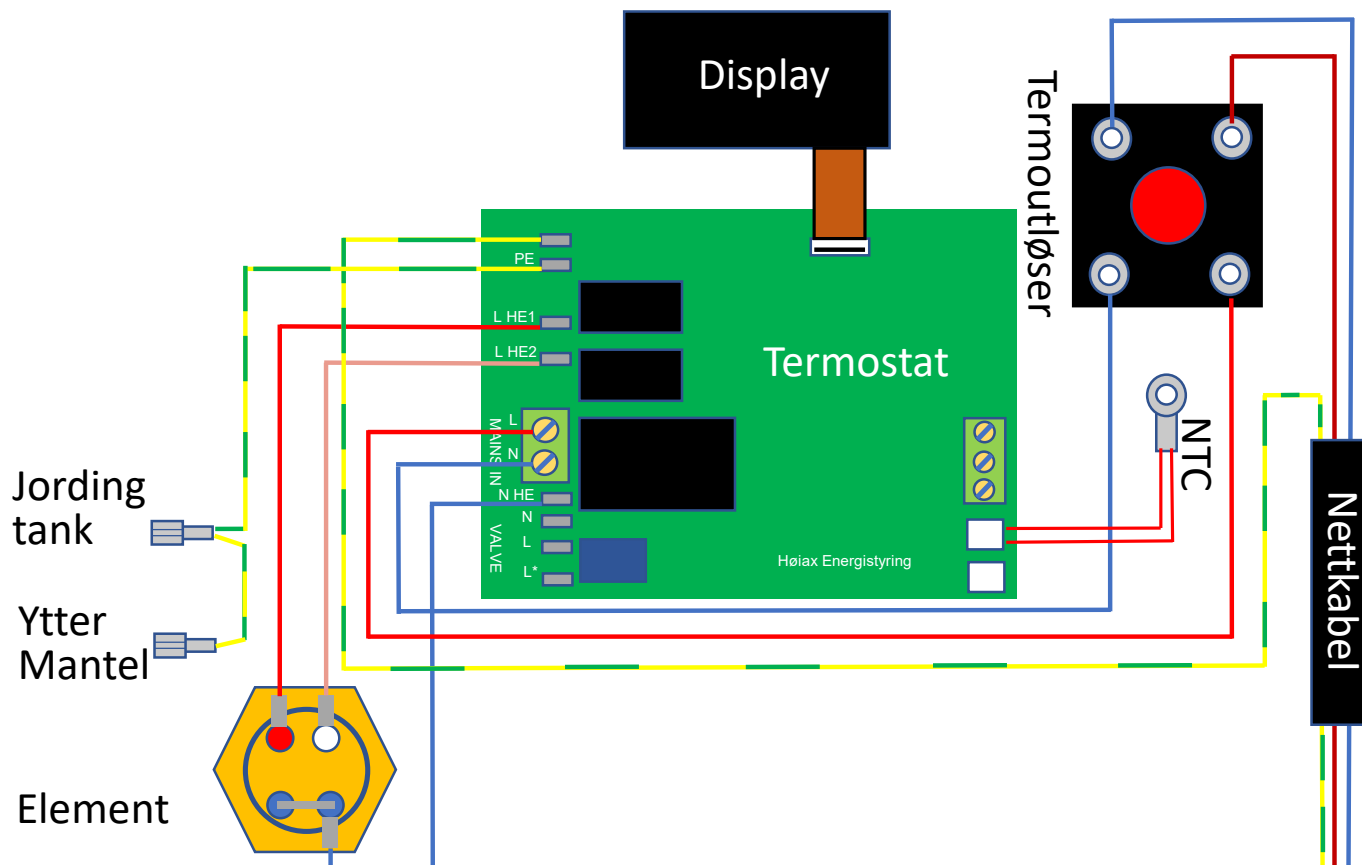 Display
Termoutløser
PE
L HE1
L HE2
Termostat
L
MAINS IN
N
N HE
N
VALVE
L
L*
Høiax Energistyring
NTC
Nettkabel
Jording
tank
Ytter
Mantel
Element